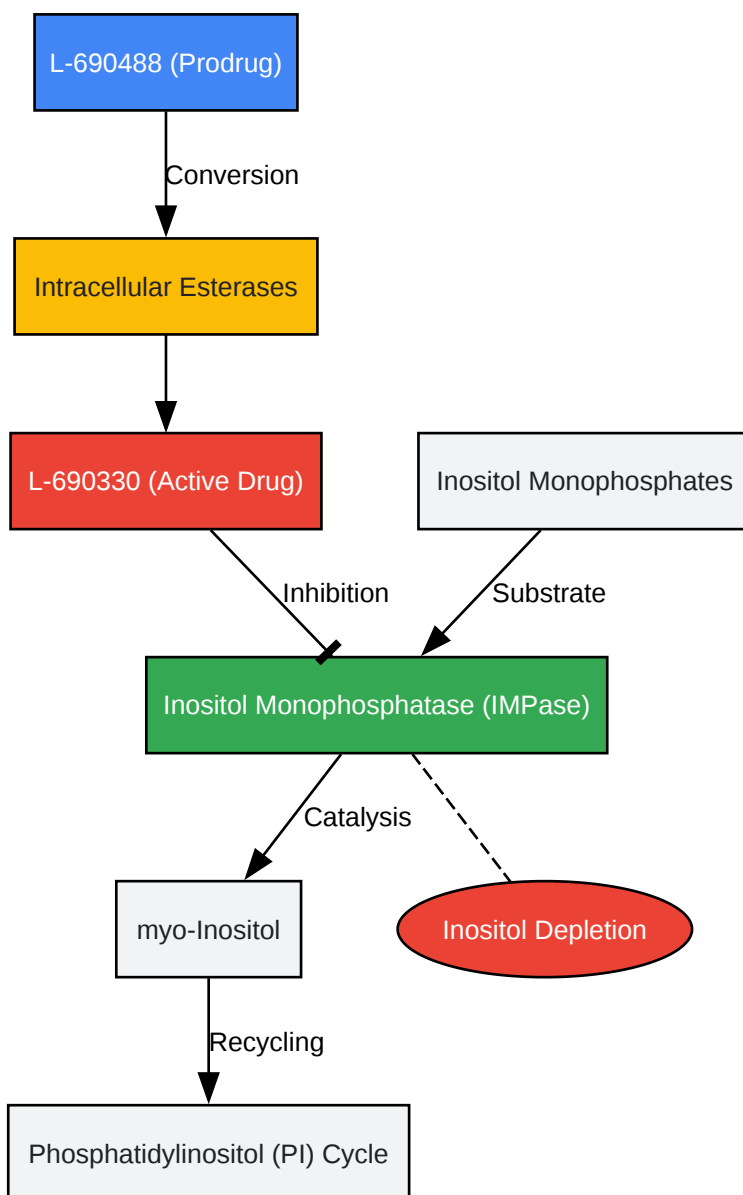 L-690488 (Prodrug)
Conversion
Intracellular Esterases
L-690330 (Active Drug)
Inositol Monophosphates
Inhibition
Substrate
Inositol Monophosphatase (IMPase)
Catalysis
myo-Inositol
Inositol Depletion
Recycling
Phosphatidylinositol (PI) Cycle